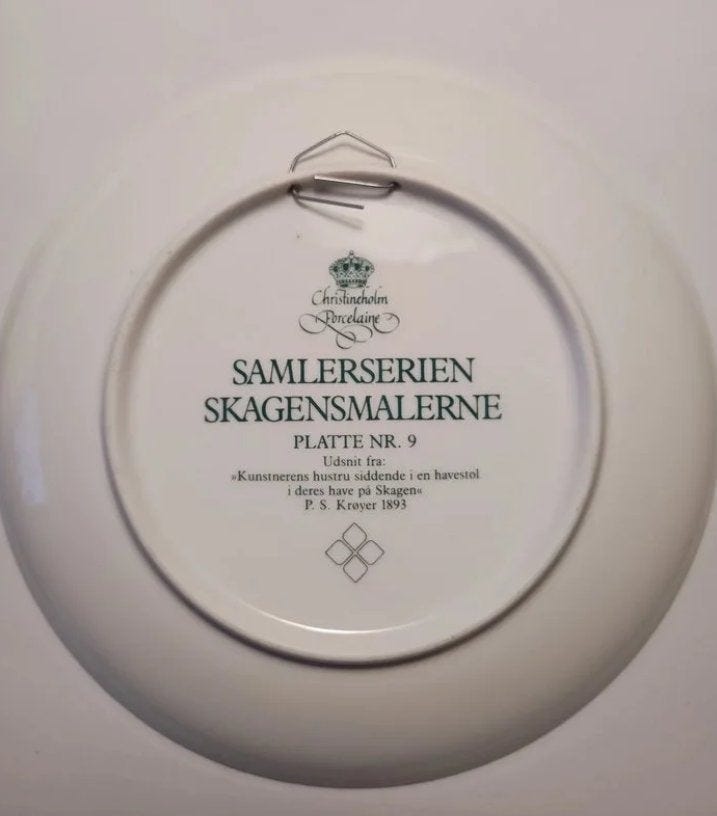 Christineholm
Porcelaine
SAMLERSERIEN
SKAGENSMALERNE
PLATTE NR. 9
Udsnit fra:
»Kunstnerens hustru siddende i en havestol
i deres have på Skagen«
P. S. Krøyer 1893